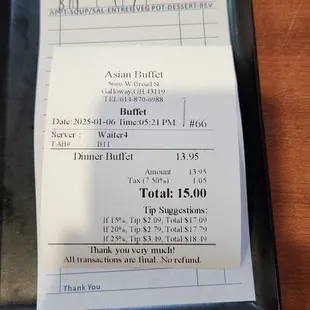 APPT-SOUP/SAL-ENTREE-VEG POT-DESSERT-BEV
Asian Buffet
W Broad St
Galloway,OH 43119
TEL:614-870-6988
Buffet
Date:2025-01-06 Time:05:21 PM #66
Server : Waiter4
TAB# B11
Dinner Buffet 13.95
Amount 13.95
Tax (7.50%) 1.05
Total: 15.00
Tip Suggestions:
If 15%, Tip $2.09, Total $17.09
If 20%, Tip $2.79, Total $17.79
If 25%, Tip $3.49, Total $18.49
Thank you very much!
All transactions are final. No refund.
Thank You